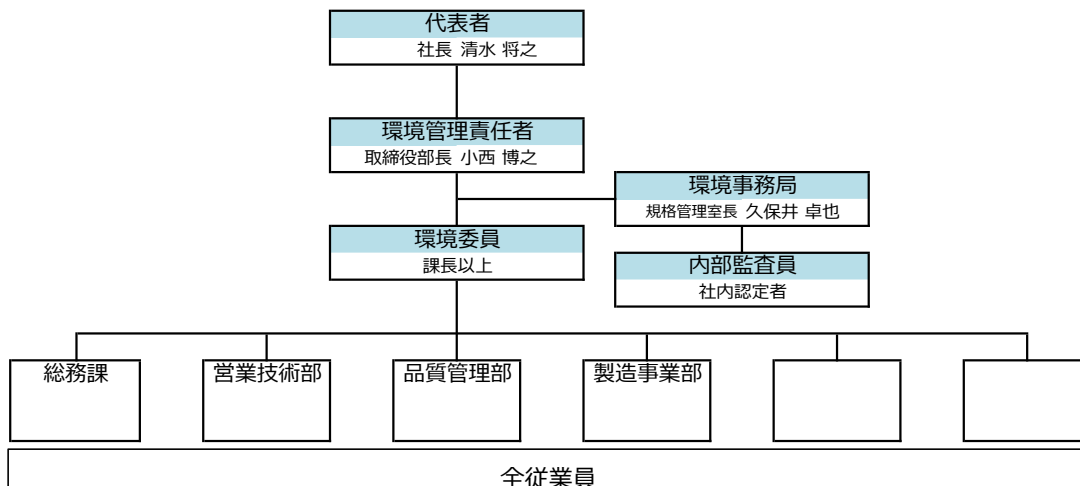 代表者
社長 清水 将之
環境管理責任者
取締役部長 小西 博之
環境事務局
規格管理室長 久保井 卓也
環境委員
課長以上
内部監査員
社内認定者
総務課
営業技術部
品質管理部
製造事業部
全従業員